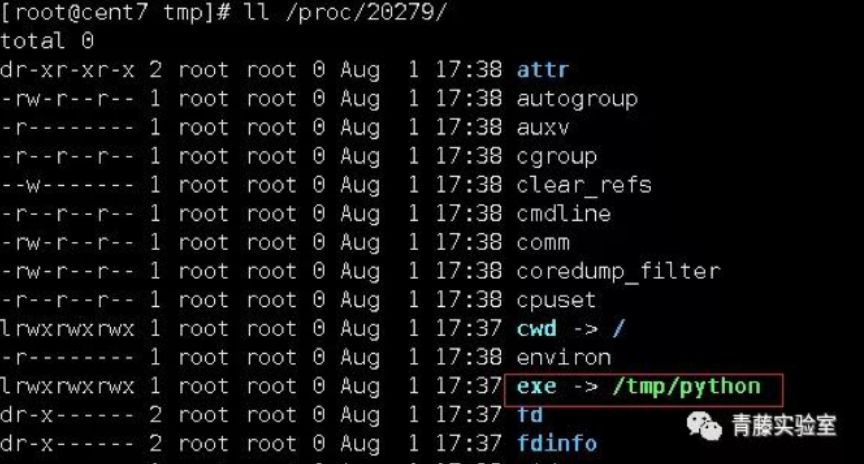 [root@cent7 tmp]# ll /proc/20279/
total 0
dr-xr-xr-x 2 root root 0 Aug  1 17:38 attr
-rw-r--r-- 1 root root 0 Aug  1 17:38 autogroup
-r-------- 1 root root 0 Aug  1 17:38 auxv
-r--r--r-- 1 root root 0 Aug  1 17:38 cgroup
--w------- 1 root root 0 Aug  1 17:38 clear_refs
-r--r--r-- 1 root root 0 Aug  1 17:38 cmdline
-rw-r--r-- 1 root root 0 Aug  1 17:38 comm
-rw-r--r-- 1 root root 0 Aug  1 17:38 coredump_filter
-r--r--r-- 1 root root 0 Aug  1 17:38 cpuset
lrwxrwxrwx 1 root root 0 Aug  1 17:37 cwd -> /
-r-------- 1 root root 0 Aug  1 17:38 environ
lrwxrwxrwx 1 root root 0 Aug  1 17:37 exe -> /tmp/python
dr-x------ 2 root root 0 Aug  1 17:37 fd
dr-x------ 2 root root 0 Aug  1 17:37 fdinfo
青藤实验室